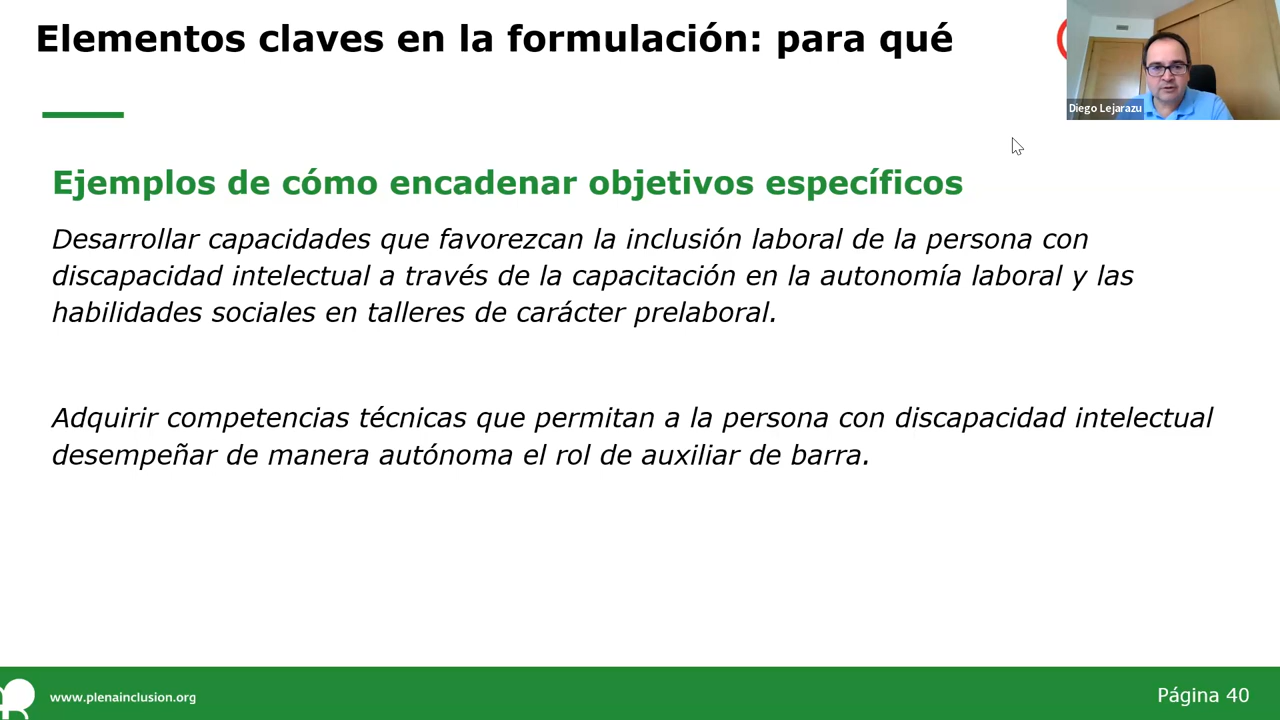 Elementos claves en la formulación: para qué
Diego Lejarazu
Ejemplos de cómo encadenar objetivos específicos
Desarrollar capacidades que favorezcan la inclusión laboral de la persona con
discapacidad intelectual a través de la capacitación en la autonomía laboral y las
habilidades sociales en talleres de carácter prelaboral.
Adquirir competencias técnicas que permitan a la persona con discapacidad intelectual
desempeñar de manera autónoma el rol de auxiliar de barra.
www.plenainclusion.org
Página 40